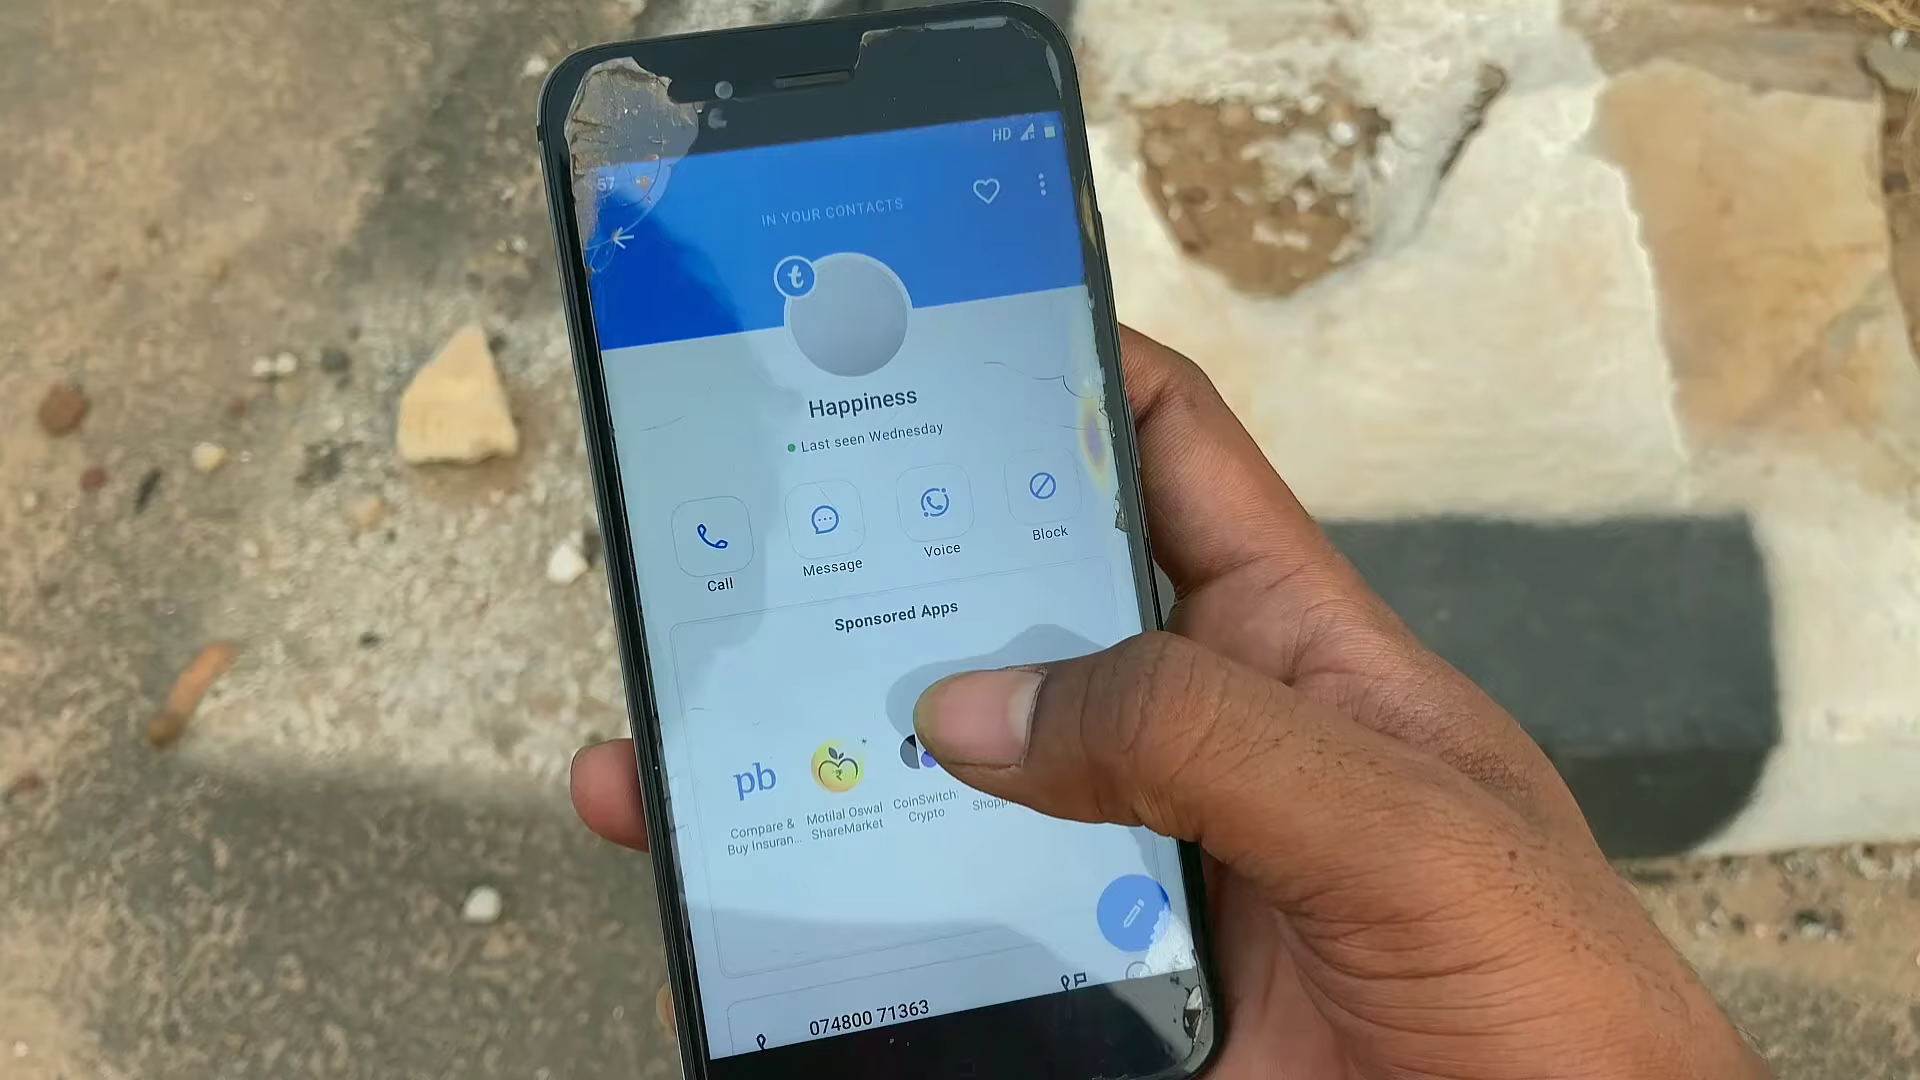 HD
57
IN YOUR CONTACTS
t
Happiness
Last seen Wednesday
Call
Message
Voice
Block
Sponsored Apps
pb
Compare &
Buy Insuran...
Motilal Oswal
ShareMarket
CoinSwitch:
Crypto
074800 71363